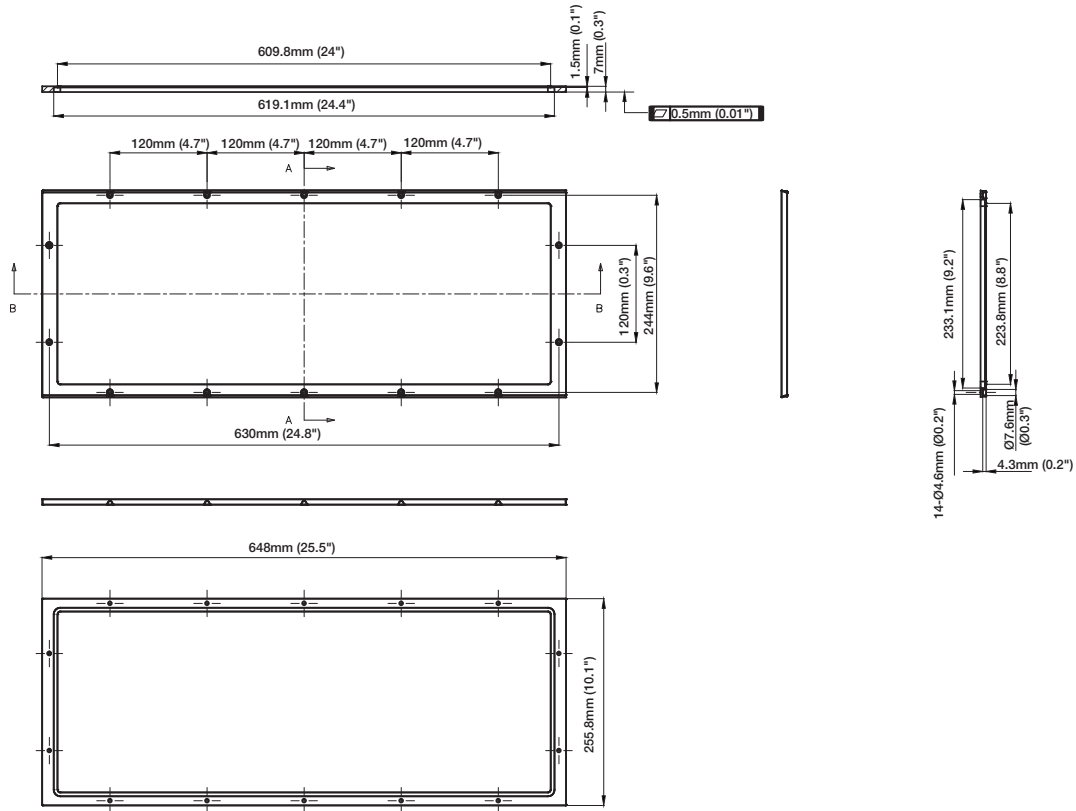 609.8mm (24")
1.5mm (0.1")
7mm (0.3")
619.1mm (24.4")
0.5mm (0.01")
120mm (4.7")
120mm (4.7")
120mm (4.7")
120mm (4.7")
A
B
B
120mm (0.3")
244mm (9.6")
233.1mm (9.2")
223.8mm (8.8")
A
630mm (24.8")
14-Ø4.6mm (Ø0.2")
Ø7.6mm
(Ø0.3")
4.3mm (0.2")
648mm (25.5")
255.8mm (10.1")